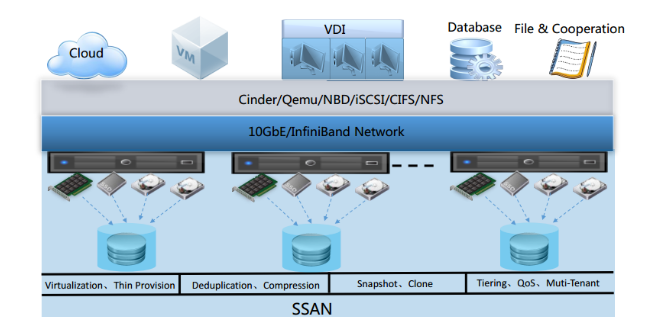 Cloud
VM
VDI
Database
File & Cooperation
Cinder/Qemu/NBD/iSCSI/CIFS/NFS
10GbE/InfiniBand Network
Virtualization、Thin Provision
Deduplication、Compression
Snapshot、Clone
Tiering、QoS、Muti-Tenant
SSAN